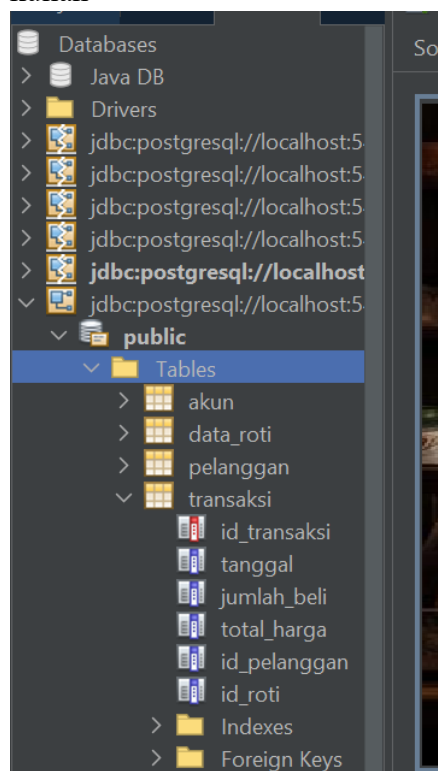 Databases
So
Java DB
Drivers
jdbc:postgresql://localhost:5
jdbc:postgresql://localhost:5
jdbc:postgresql://localhost:5
jdbc:postgresql://localhost:5
jdbc:postgresql://localhost
jdbc:postgresql://localhost:5
public
Tables
akun
data_roti
pelanggan
transaksi
id_transaksi
tanggal
jumlah_beli
total_harga
id_pelanggan
id_roti
Indexes
Foreign Keys